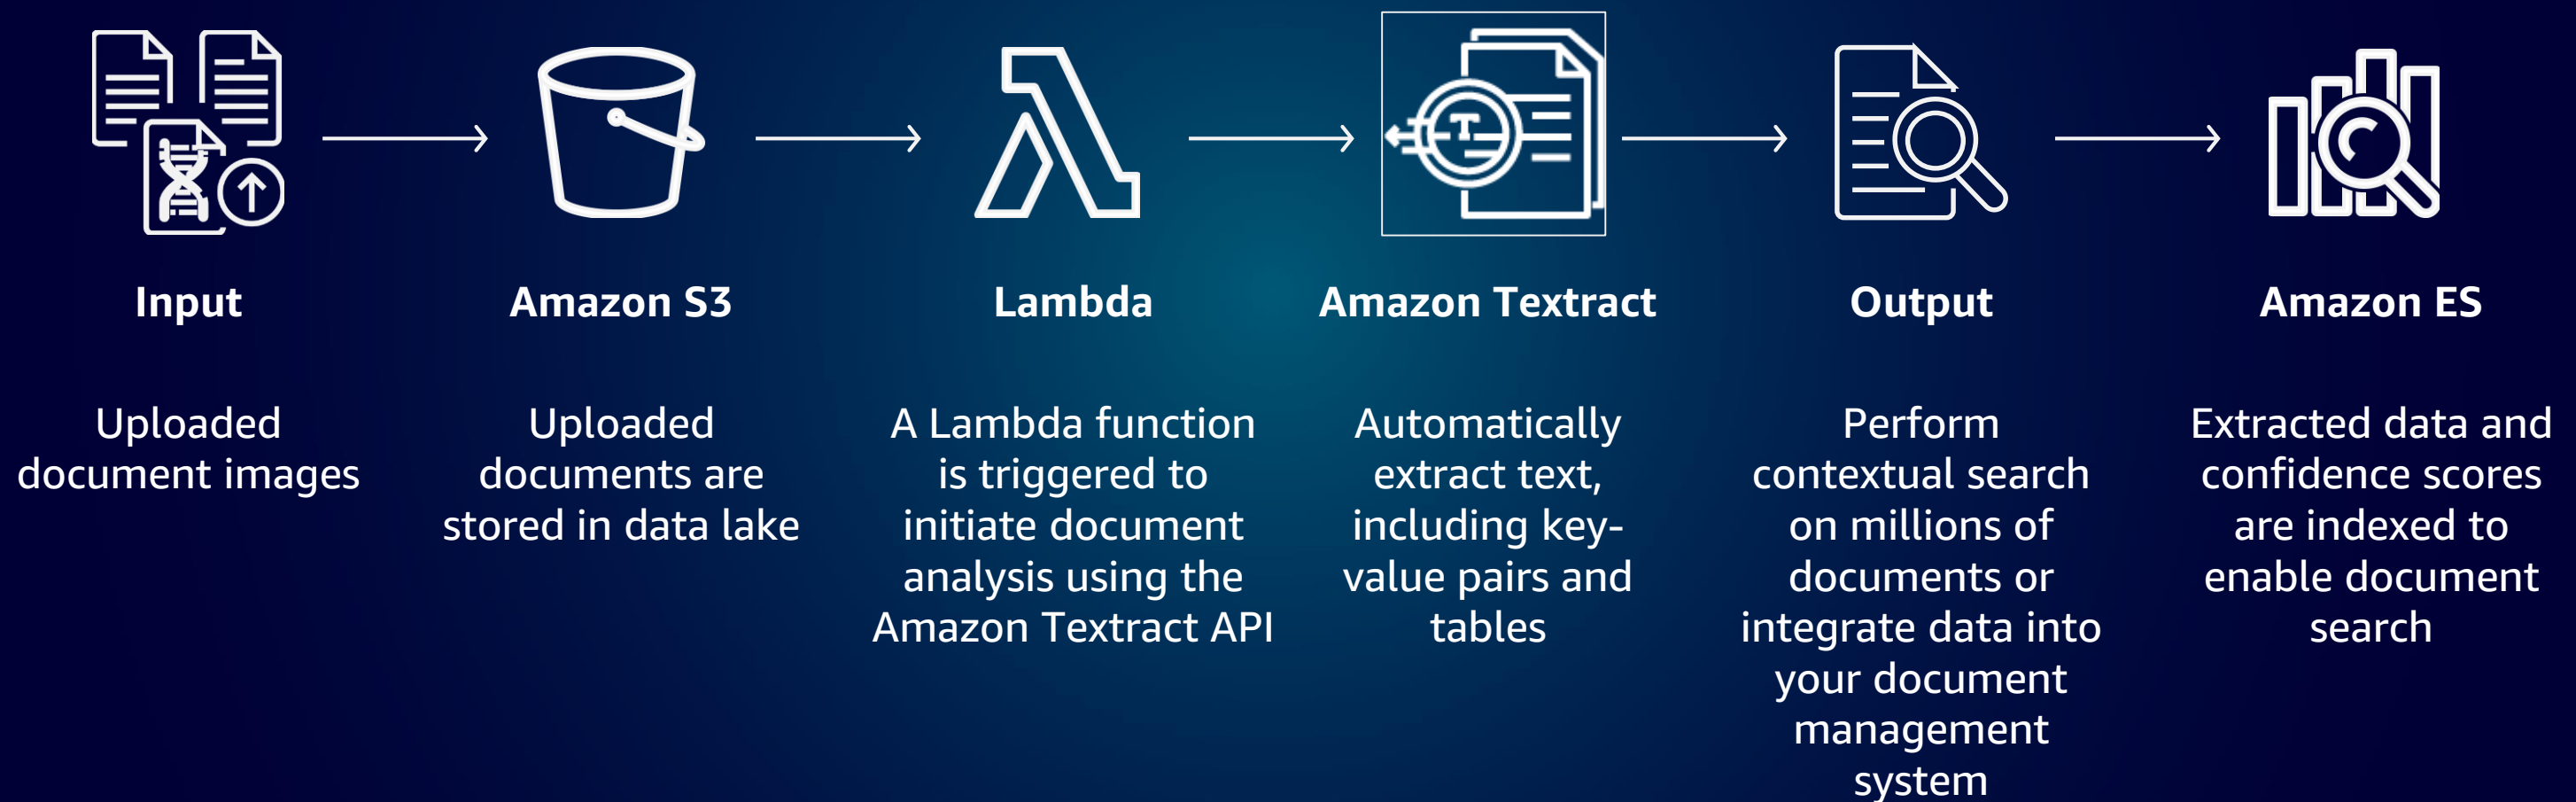 T
Input
Uploaded
document images
Amazon S3
Uploaded
documents are
stored in data lake
Lambda
A Lambda function
is triggered to
initiate document
analysis using the
Amazon Textract API
Amazon Textract
Automatically
extract text,
including key-
value pairs and
tables
Output
Perform
contextual search
on millions of
documents or
integrate data into
your document
management
system
Amazon ES
Extracted data and
confidence scores
are indexed to
enable document
search